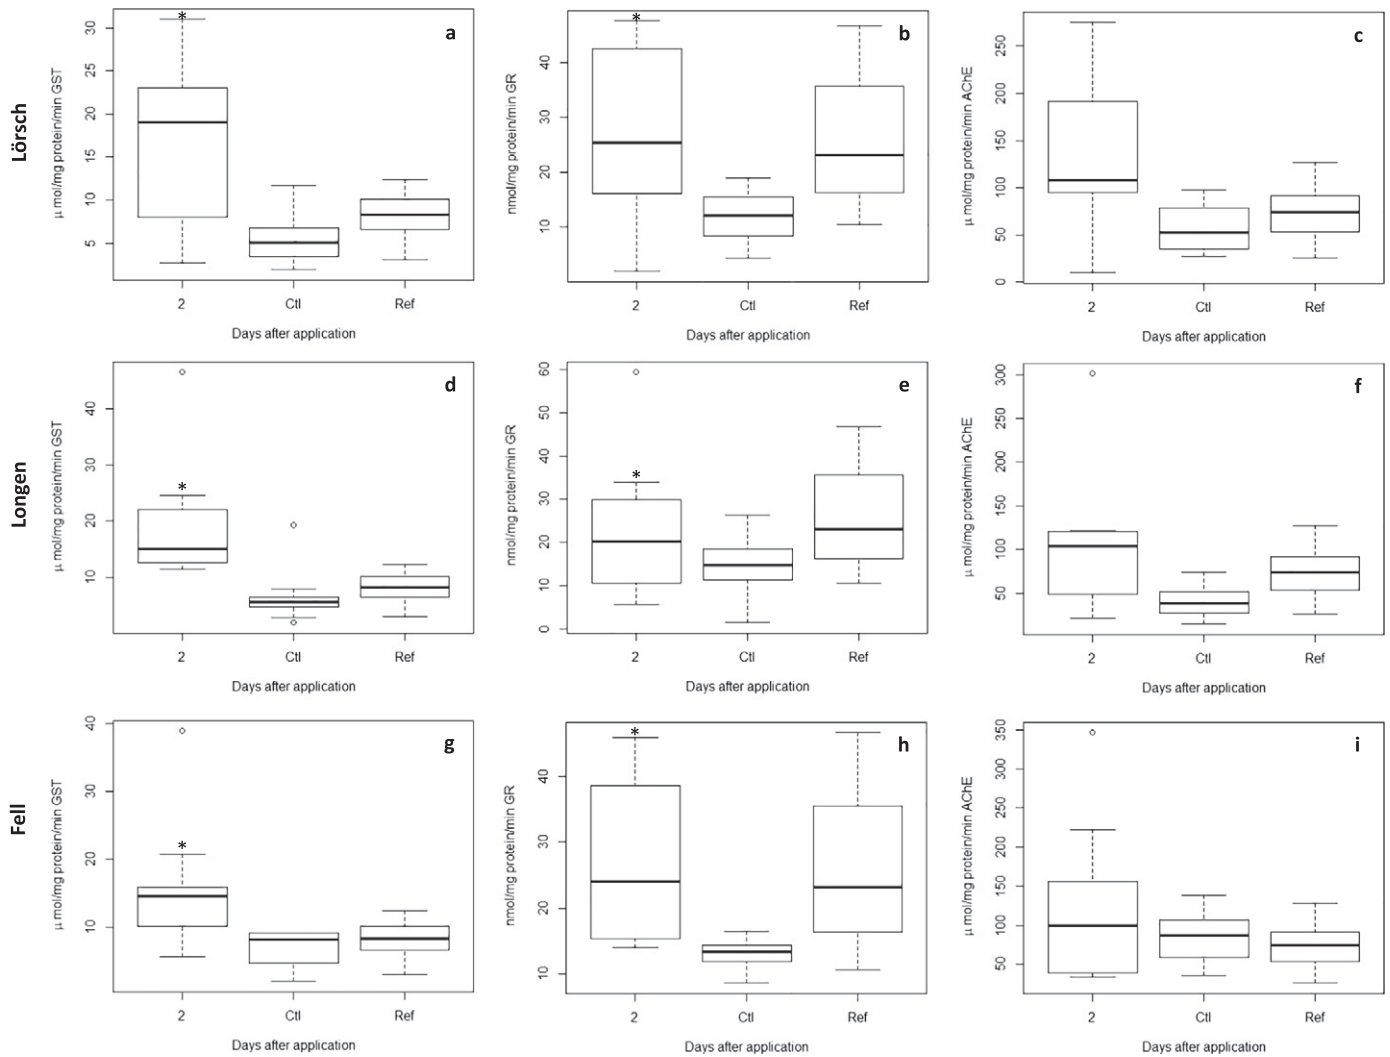 Lörsch
μ mol/mg protein/min GST
30
25
20
15
10
5
*
a
2 Ctl Ref
Days after application
nmol/mg protein/min GR
40
30
20
10
*
b
2 Ctl Ref
Days after application
μ mol/mg protein/min AChE
250
200
150
100
50
0
c
2 Ctl Ref
Days after application
Longen
μ mol/mg protein/min GST
40
30
20
10
*
d
2 Ctl Ref
Days after application
nmol/mg protein/min GR
60
50
40
30
20
10
0
*
e
2 Ctl Ref
Days after application
μ mol/mg protein/min AChE
300
250
200
150
100
50
f
2 Ctl Ref
Days after application
Fell
μ mol/mg protein/min GST
40
30
20
10
*
g
2 Ctl Ref
Days after application
nmol/mg protein/min GR
40
30
20
10
*
h
2 Ctl Ref
Days after application
μ mol/mg protein/min AChE
350
300
250
200
150
100
50
i
2 Ctl Ref
Days after application